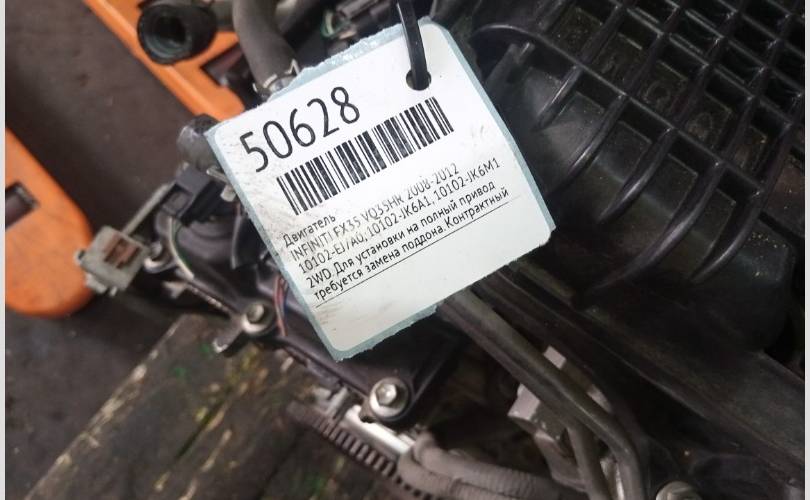 50628
Двигатель
INFINITI FX35 VQ35HR 2008-2012
10102-EJ7A0, 10102-JK6A1, 10102-JK6M1
2WD. Для установки на полный привод
требуется замена поддона. Контрактный